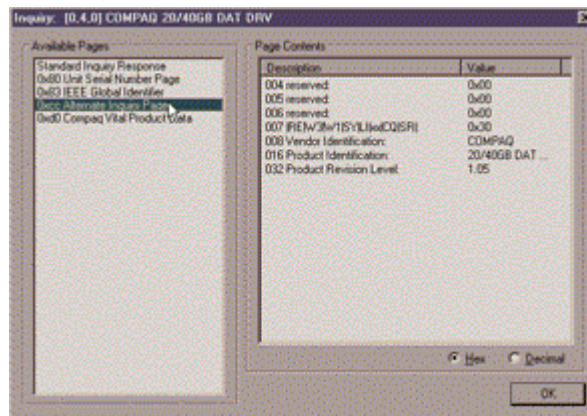 Inquiry: [0,4,0] COMPAQ 20/40GB DAT DRV
Available Pages
Standard Inquiry Response
0x80 Unit Serial Number Page
0x83 IEEE Global Identifier
0xcc Alternate Inquiry Page
0xd0 Compaq Vital Product Data
Page Contents
Description Value
004 reserved: 0x00
005 reserved: 0x00
006 reserved: 0x00
007 0x30
008 Vendor Identification: COMPAQ
016 Product Identification: 20/40GB DAT ...
032 Product Revision Level: 1.05
Hex Decimal
OK